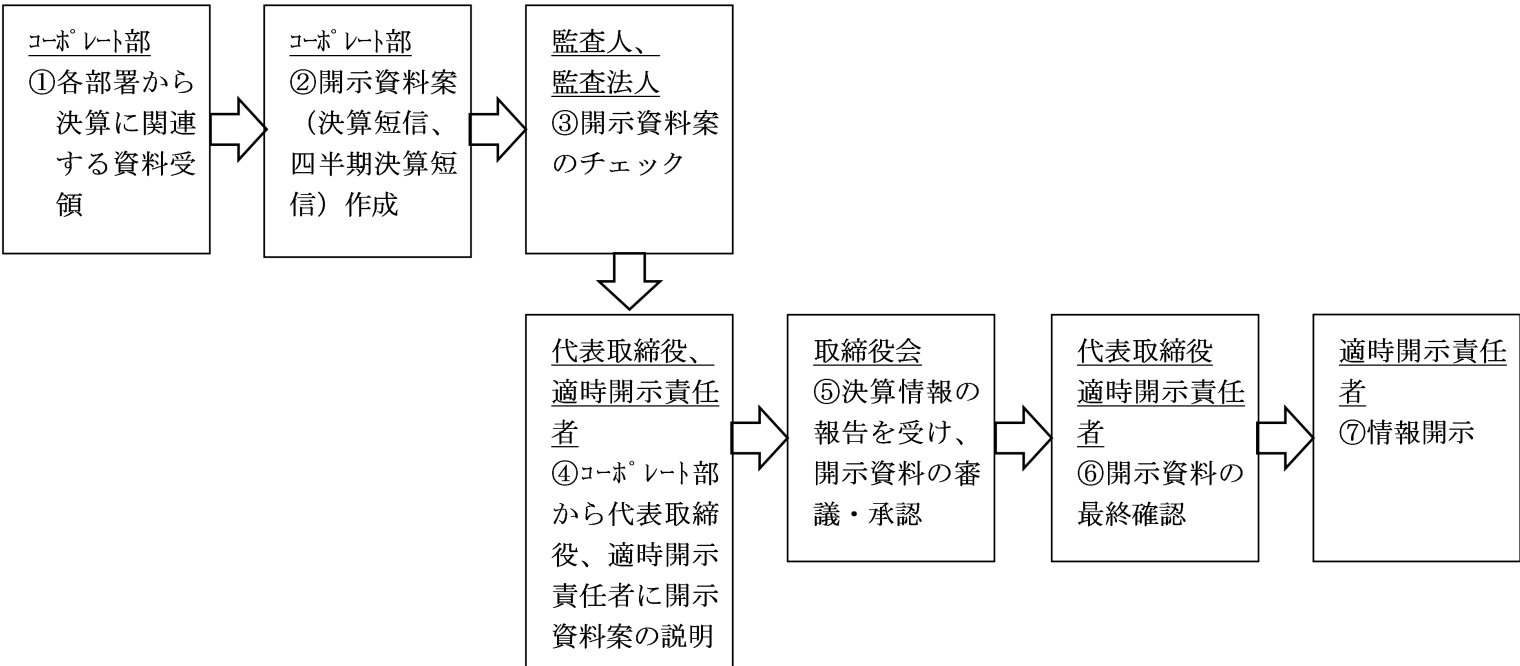 ｺｰﾎﾟﾚｰﾄ部
①各部署から
決算に関連
する資料受
領
ｺｰﾎﾟﾚｰﾄ部
②開示資料案
（決算短信、
四半期決算短
信）作成
監査人、
監査法人
③開示資料案
のチェック
代表取締役、
適時開示責任
者
④ｺｰﾎﾟﾚｰﾄ部
から代表取締
役、適時開示
責任者に開示
資料案の説明
取締役会
⑤決算情報の
報告を受け、
開示資料の審
議・承認
代表取締役
適時開示責任
者
⑥開示資料の
最終確認
適時開示責任
者
⑦情報開示